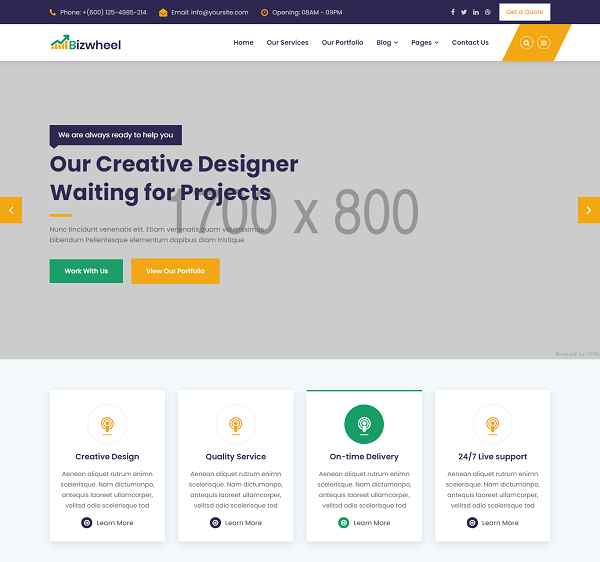 Phone: +(600) 125-4985-214 Email: info@yoursite.com Opening: 08AM - 09PM Get a Quote
Bizwheel Home Our Services Our Portfolio Blog Pages Contact Us
We are always ready to help you
Our Creative Designer
Waiting for Projects
1700 x 800
Nunc tincidunt venenatis elit. Etiam venenatis quam vel maximus
bibendum Pellentesque elementum dapibus diam tristique
Work With Us View Our Portfolio
Powered by HTML
Creative Design
Aenean aliquet rutrum enimn
scelerisque. Nam dictumanpo,
antequis laoreet ullamcorper,
velitsd odio scelerisque tod
Learn More
Quality Service
Aenean aliquet rutrum enimn
scelerisque. Nam dictumanpo,
antequis laoreet ullamcorper,
velitsd odio scelerisque tod
Learn More
On-time Delivery
Aenean aliquet rutrum enimn
scelerisque. Nam dictumanpo,
antequis laoreet ullamcorper,
velitsd odio scelerisque tod
Learn More
24/7 Live support
Aenean aliquet rutrum enimn
scelerisque. Nam dictumanpo,
antequis laoreet ullamcorper,
velitsd odio scelerisque tod
Learn More